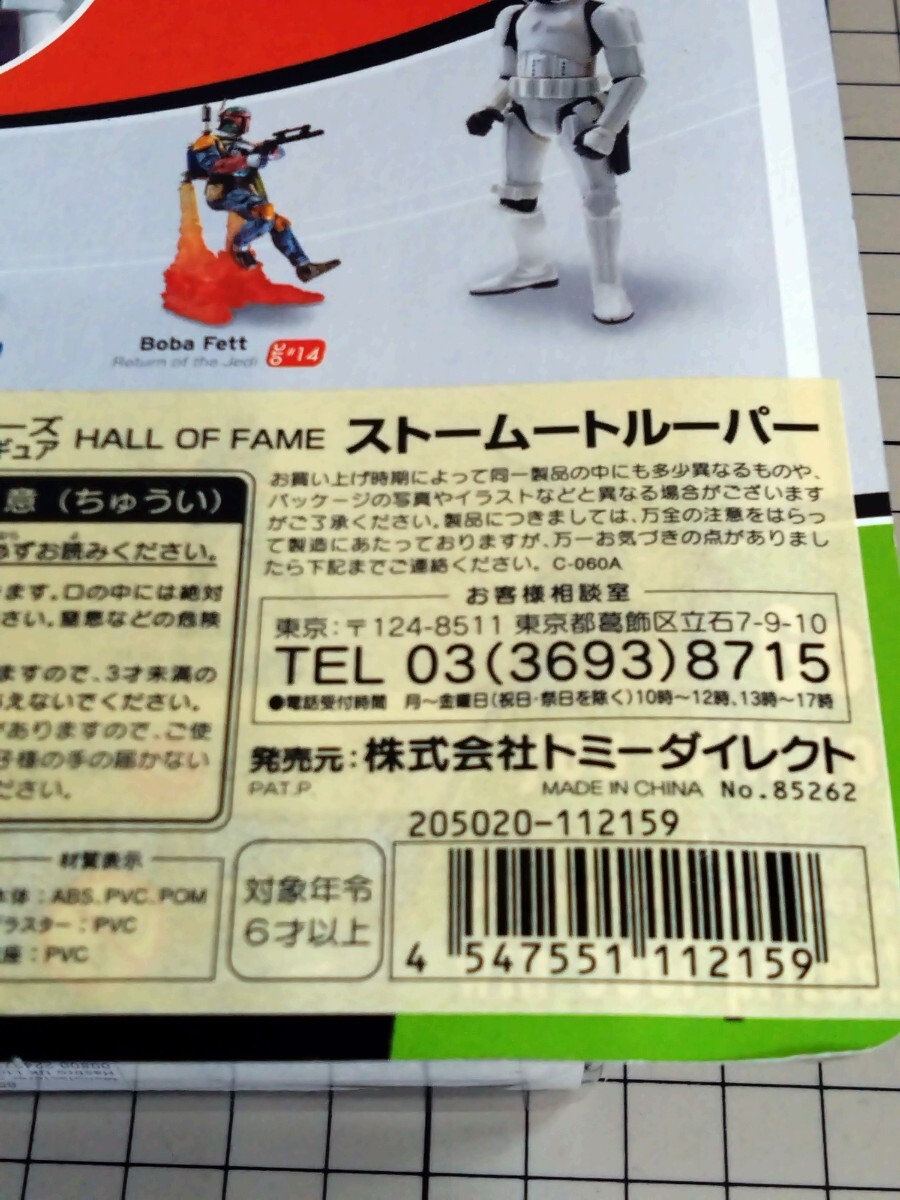 Boba Fett
Return of the Jedi
OTC #14
ーズ
ギュア
HALL OF FAME ストームートルーパー
意（ちゅうい）
ずお読みください。
ます。口の中には絶対
さい。窒息などの危険
ますので、3才未満の
えないでください。
がありますので、ご使
子様の手の届かない
ださい。
お買い上げ時期によって同一製品の中にも多少異なるものや、
パッケージの写真やイラストなどと異なる場合がございます
がご了承ください。製品につきましては、万全の注意をはらっ
て製造にあたっておりますが、万一お気づきの点がありまし
たら下記までご連絡ください。C-060A
お客様相談室
東京：〒124-8511 東京都葛飾区立石7-9-10
TEL 03(3693)8715
●電話受付時間 月〜金曜日(祝日・祭日を除く)10時〜12時、13時〜17時
発売元：株式会社トミーダイレクト
PAT.P. MADE IN CHINA No.85262
205020-112159
材質表示
本体：ABS、PVC、POM
ラスター：PVC
座：PVC
対象年令
6才以上
4 547551 112159